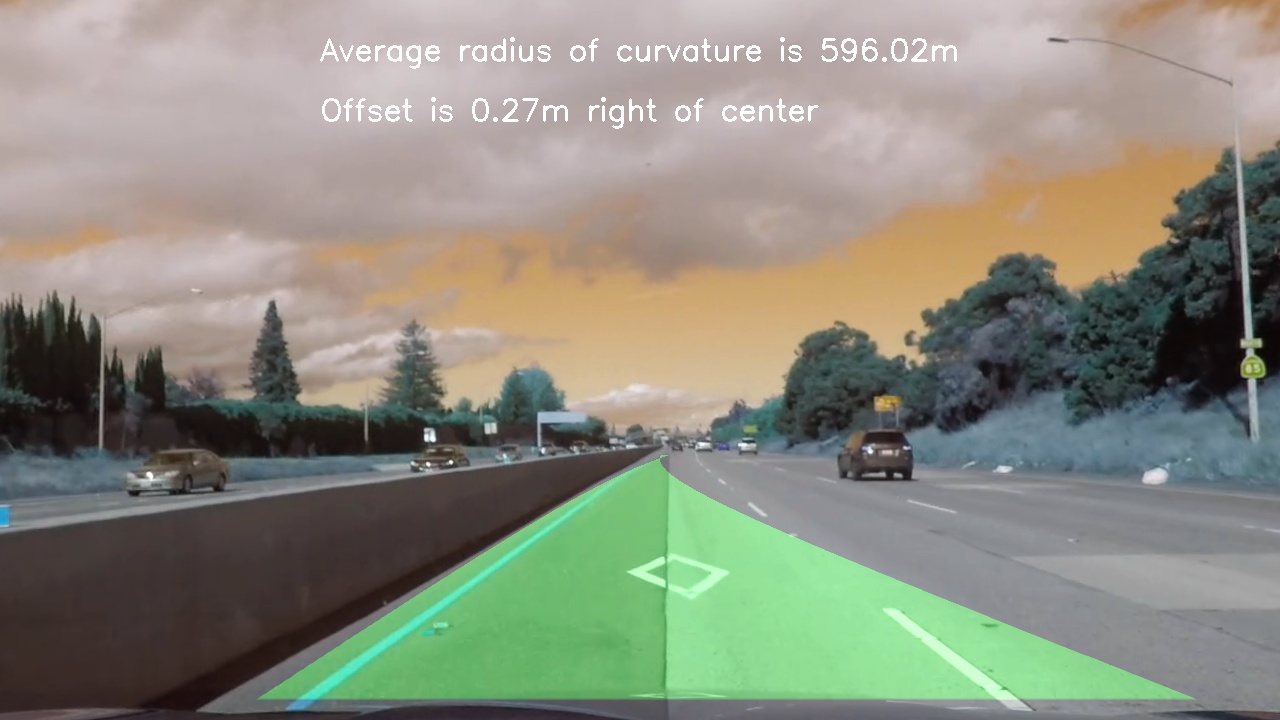 Average radius of curvature is 596.02m
Offset is 0.27m right of center
85